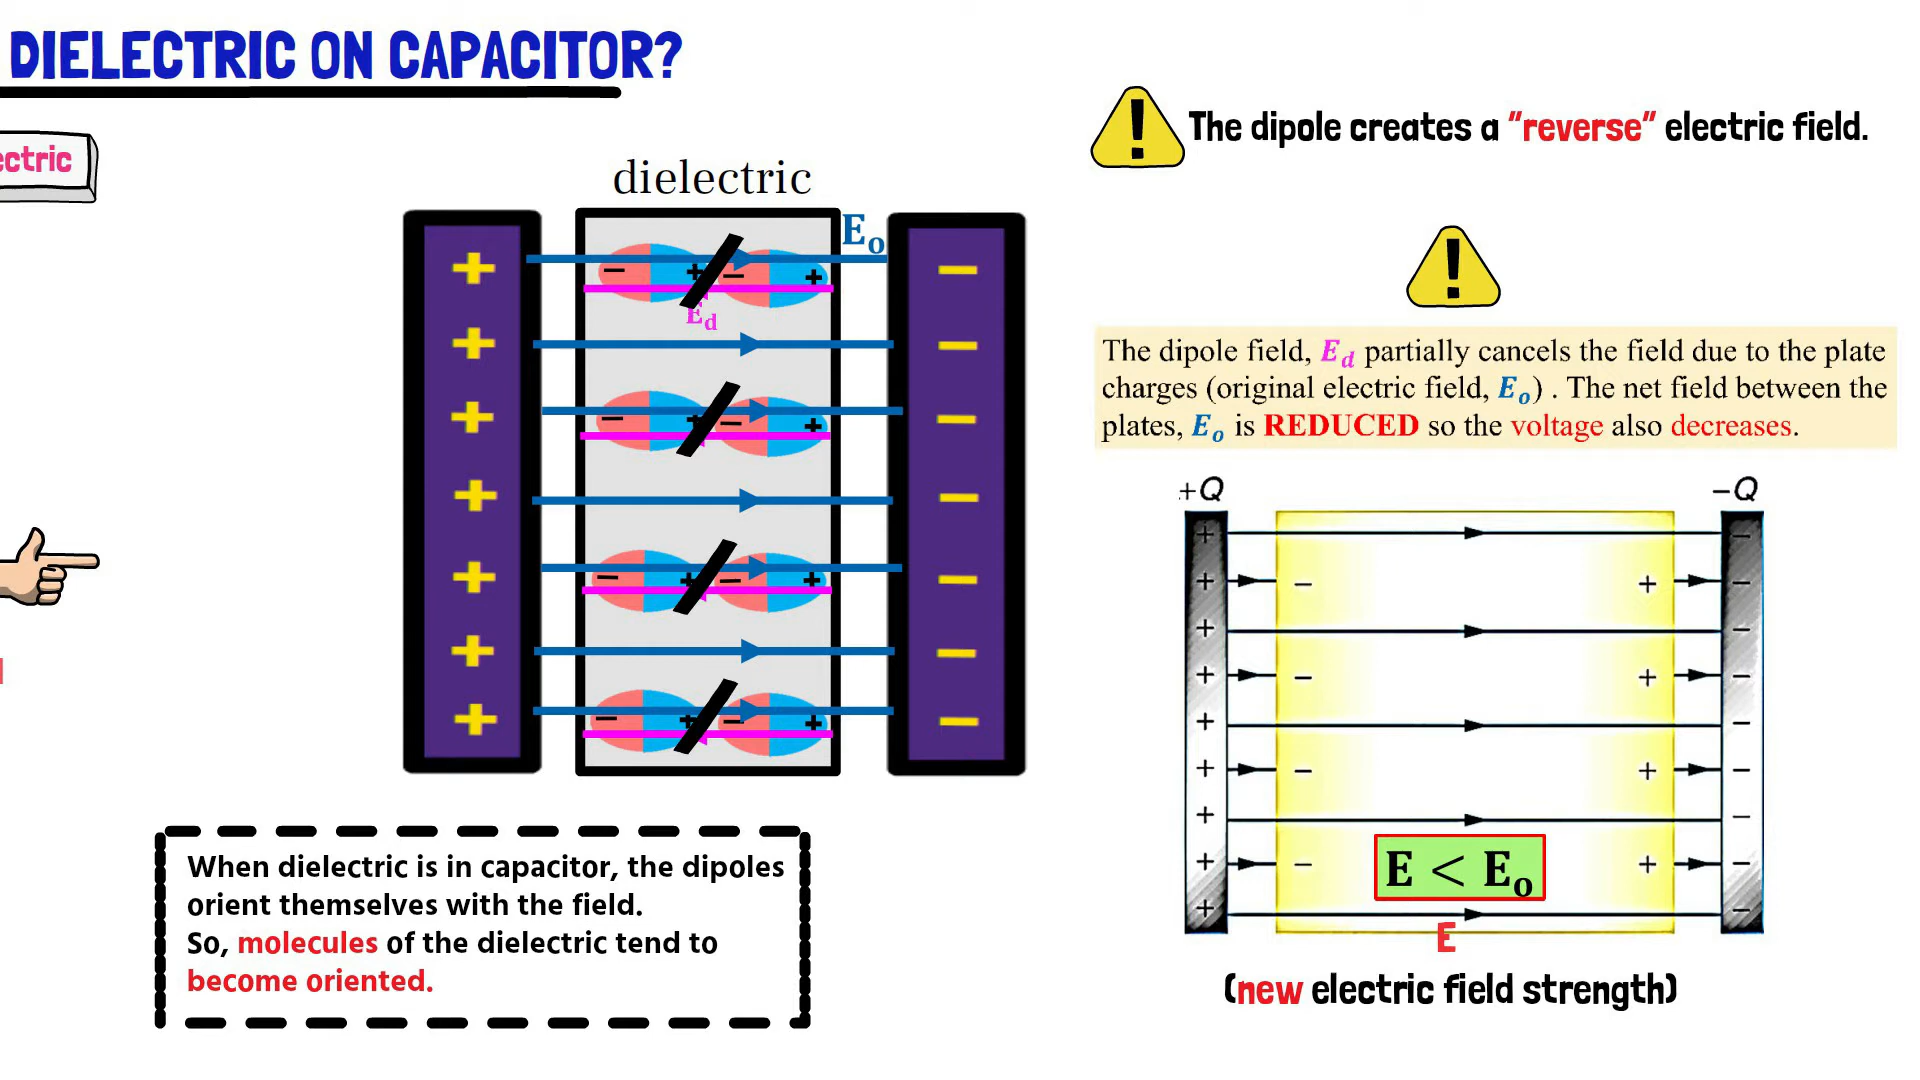 DIELECTRIC ON CAPACITOR?
ectric
The dipole creates a "reverse" electric field.
dielectric
Eo
Ed
The dipole field, Ed partially cancels the field due to the plate
charges (original electric field, Eo) . The net field between the
plates, Eo is REDUCED so the voltage also decreases.
+Q
−Q
E < Eo
E
(new electric field strength)
When dielectric is in capacitor, the dipoles
orient themselves with the field.
So, molecules of the dielectric tend to
become oriented.